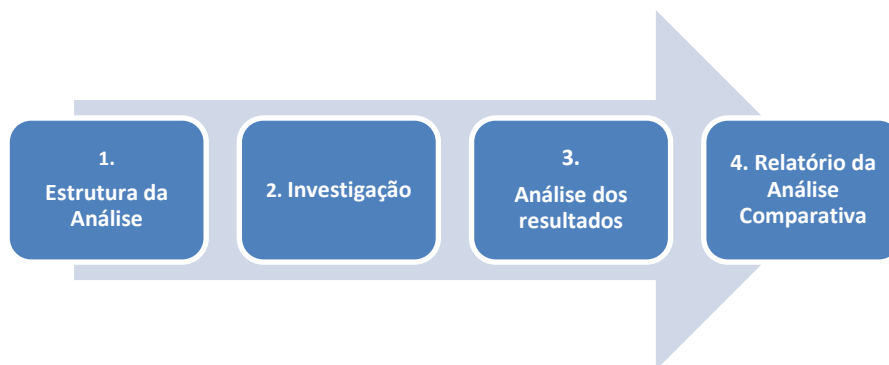 1.
Estrutura da
Análise
2. Investigação
3.
Análise dos
resultados
4. Relatório da
Análise
Comparativa